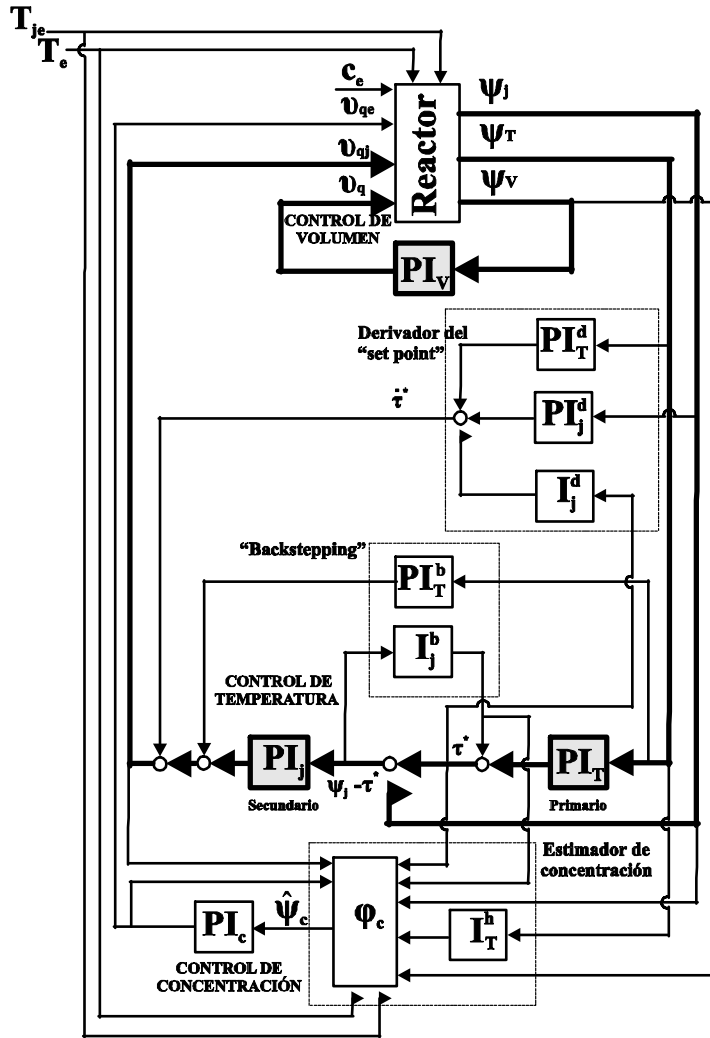 T_je
T_e
c_e
υ_qe
υ_qj
υ_q
Reactor
ψ_j
ψ_T
ψ_V
CONTROL DE
VOLUMEN
PI_V
Derivador del
“set point”
PI_T^d
PI_j^d
I_j^d
τ̈*
“Backstepping”
PI_T^b
I_j^b
CONTROL DE
TEMPERATURA
PI_j
Secundario
ψ_j -τ*
τ*
PI_T
Primario
Estimador de
concentración
PI_c
ψ̂_c
φ_c
I_T^h
CONTROL DE
CONCENTRACIÓN